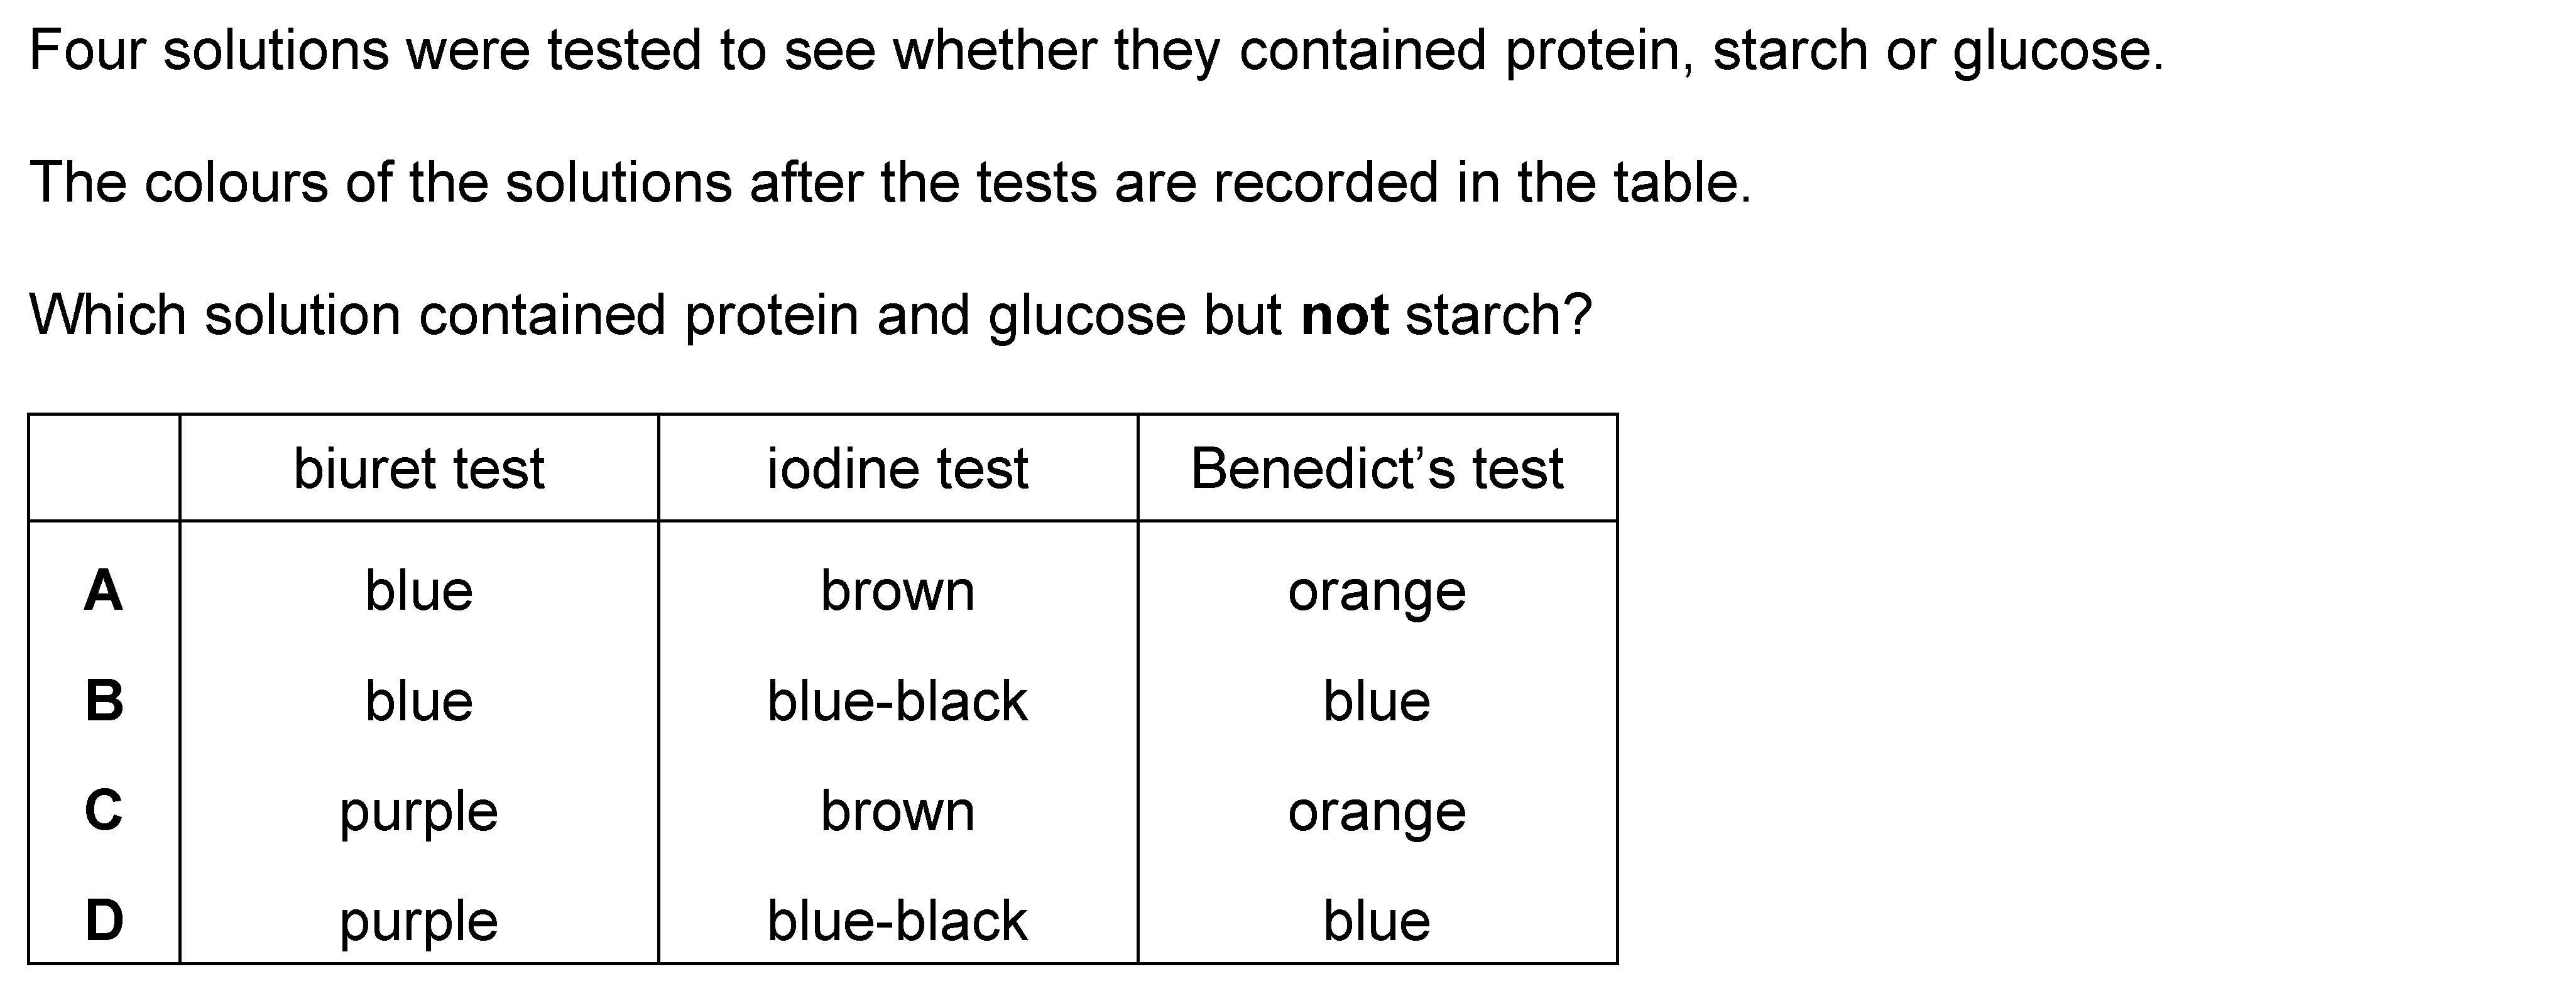 Four solutions were tested to see whether they contained protein, starch or glucose.
The colours of the solutions after the tests are recorded in the table.
Which solution contained protein and glucose but not starch?
biuret test iodine test Benedict’s test
A blue brown orange
B blue blue-black blue
C purple brown orange
D purple blue-black blue